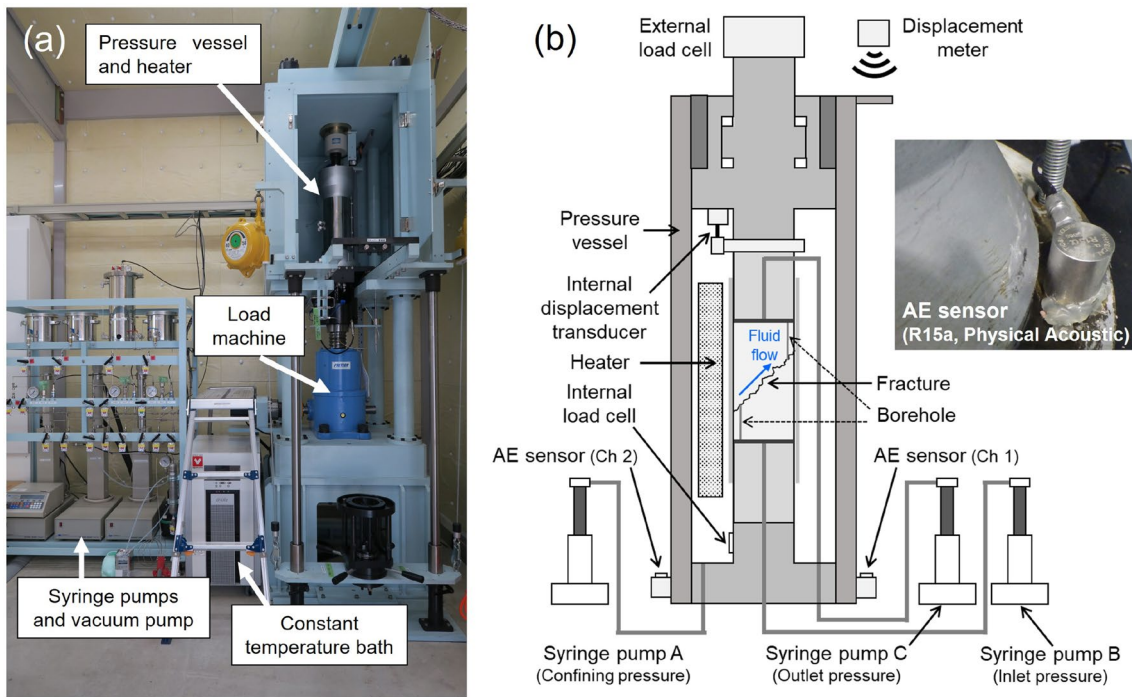 (a)
Pressure vessel
and heater
Load
machine
Syringe pumps
and vacuum pump
Constant
temperature bath
(b)
External
load cell
Displacement
meter
Pressure
vessel
Internal
displacement
transducer
Heater
Internal
load cell
AE sensor (Ch 2)
Fluid
flow
Fracture
Borehole
AE sensor (Ch 1)
AE sensor
(R15a, Physical Acoustic)
Syringe pump A
(Confining pressure)
Syringe pump C
(Outlet pressure)
Syringe pump B
(Inlet pressure)